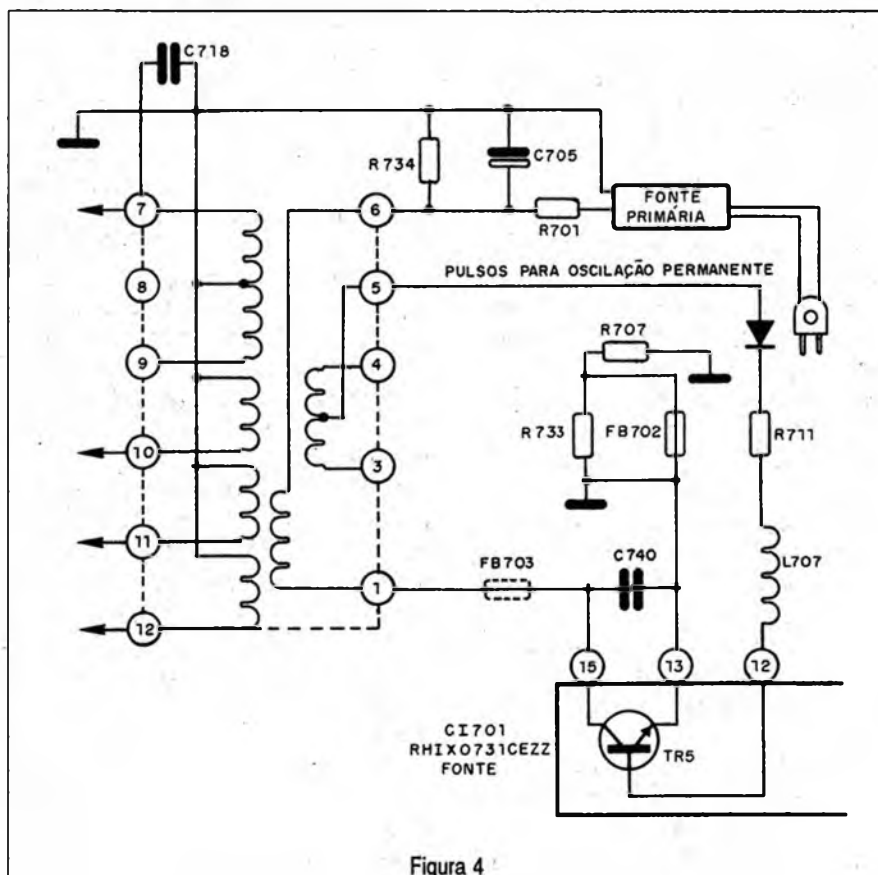 C718
R734
C705
7
6
FONTE
PRIMÁRIA
R701
8
5
PULSOS PARA OSCILAÇÃO PERMANENTE
9
4
R707
R733
FB702
R711
10
3
11
1
FB703
C740
L707
12
15
13
12
CI701
RHIX0731CEZZ
FONTE
TR5
Figura 4